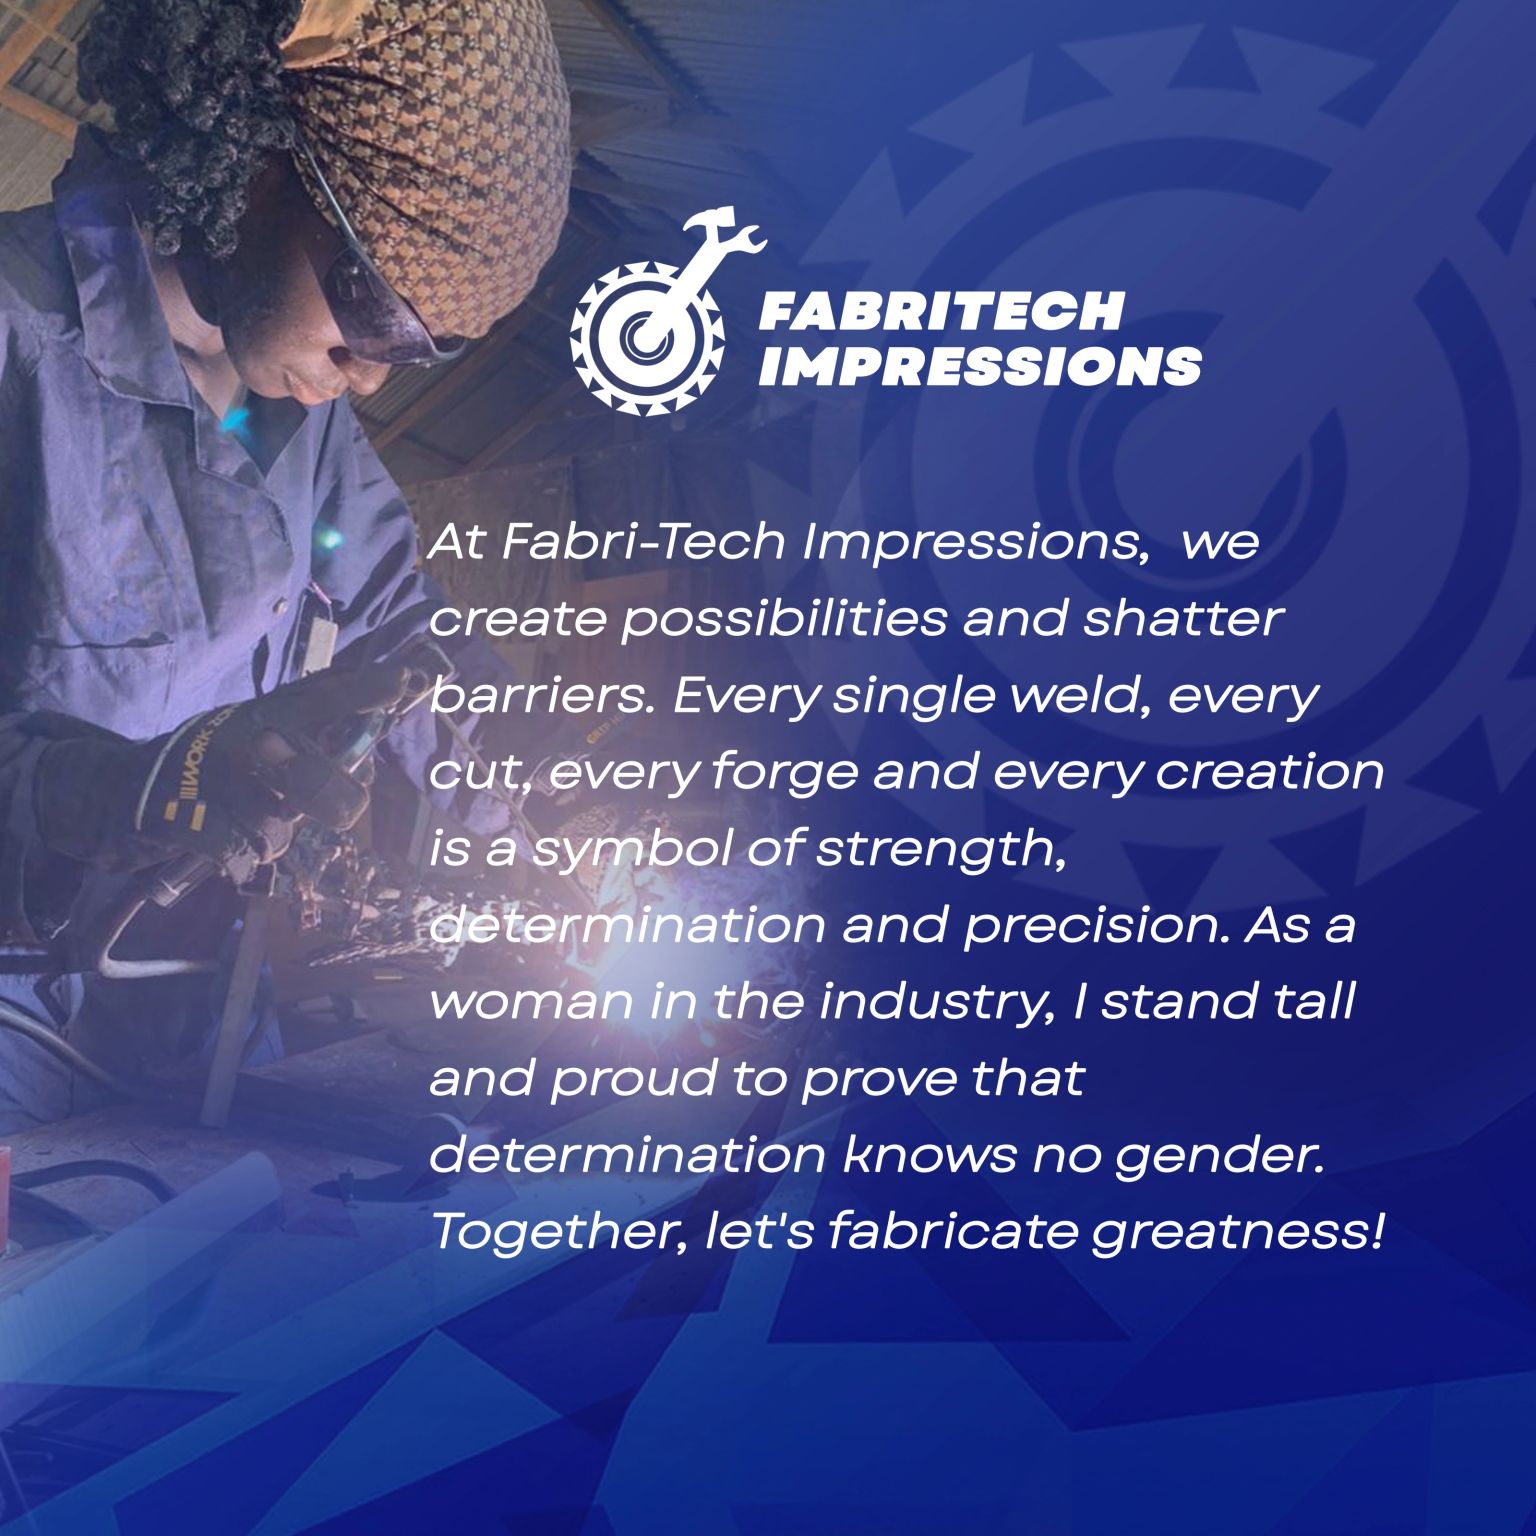 FABRITECH
IMPRESSIONS
At Fabri-Tech Impressions,  we
create possibilities and shatter
barriers. Every single weld, every
cut, every forge and every creation
is a symbol of strength,
determination and precision. As a
woman in the industry, I stand tall
and proud to prove that
determination knows no gender.
Together, let's fabricate greatness!
WORK